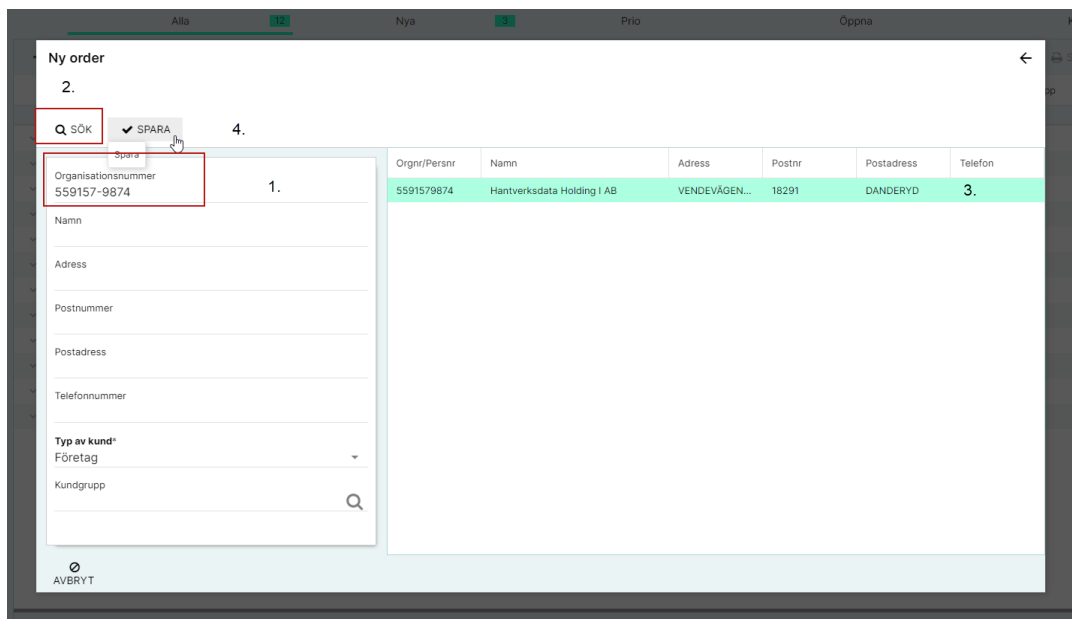 Alla 12 Nya 3 Prio Öppna
Ny order
2.
SÖK SPARA 4.
Spara
Organisationsnummer
559157-9874 1.
Namn
Adress
Postnummer
Postadress
Telefonnummer
Typ av kund*
Företag
Kundgrupp
Orgnr/Persnr Namn Adress Postnr Postadress Telefon
5591579874 Hantverksdata Holding I AB VENDEVÄGEN... 18291 DANDERYD 3.
AVBRYT